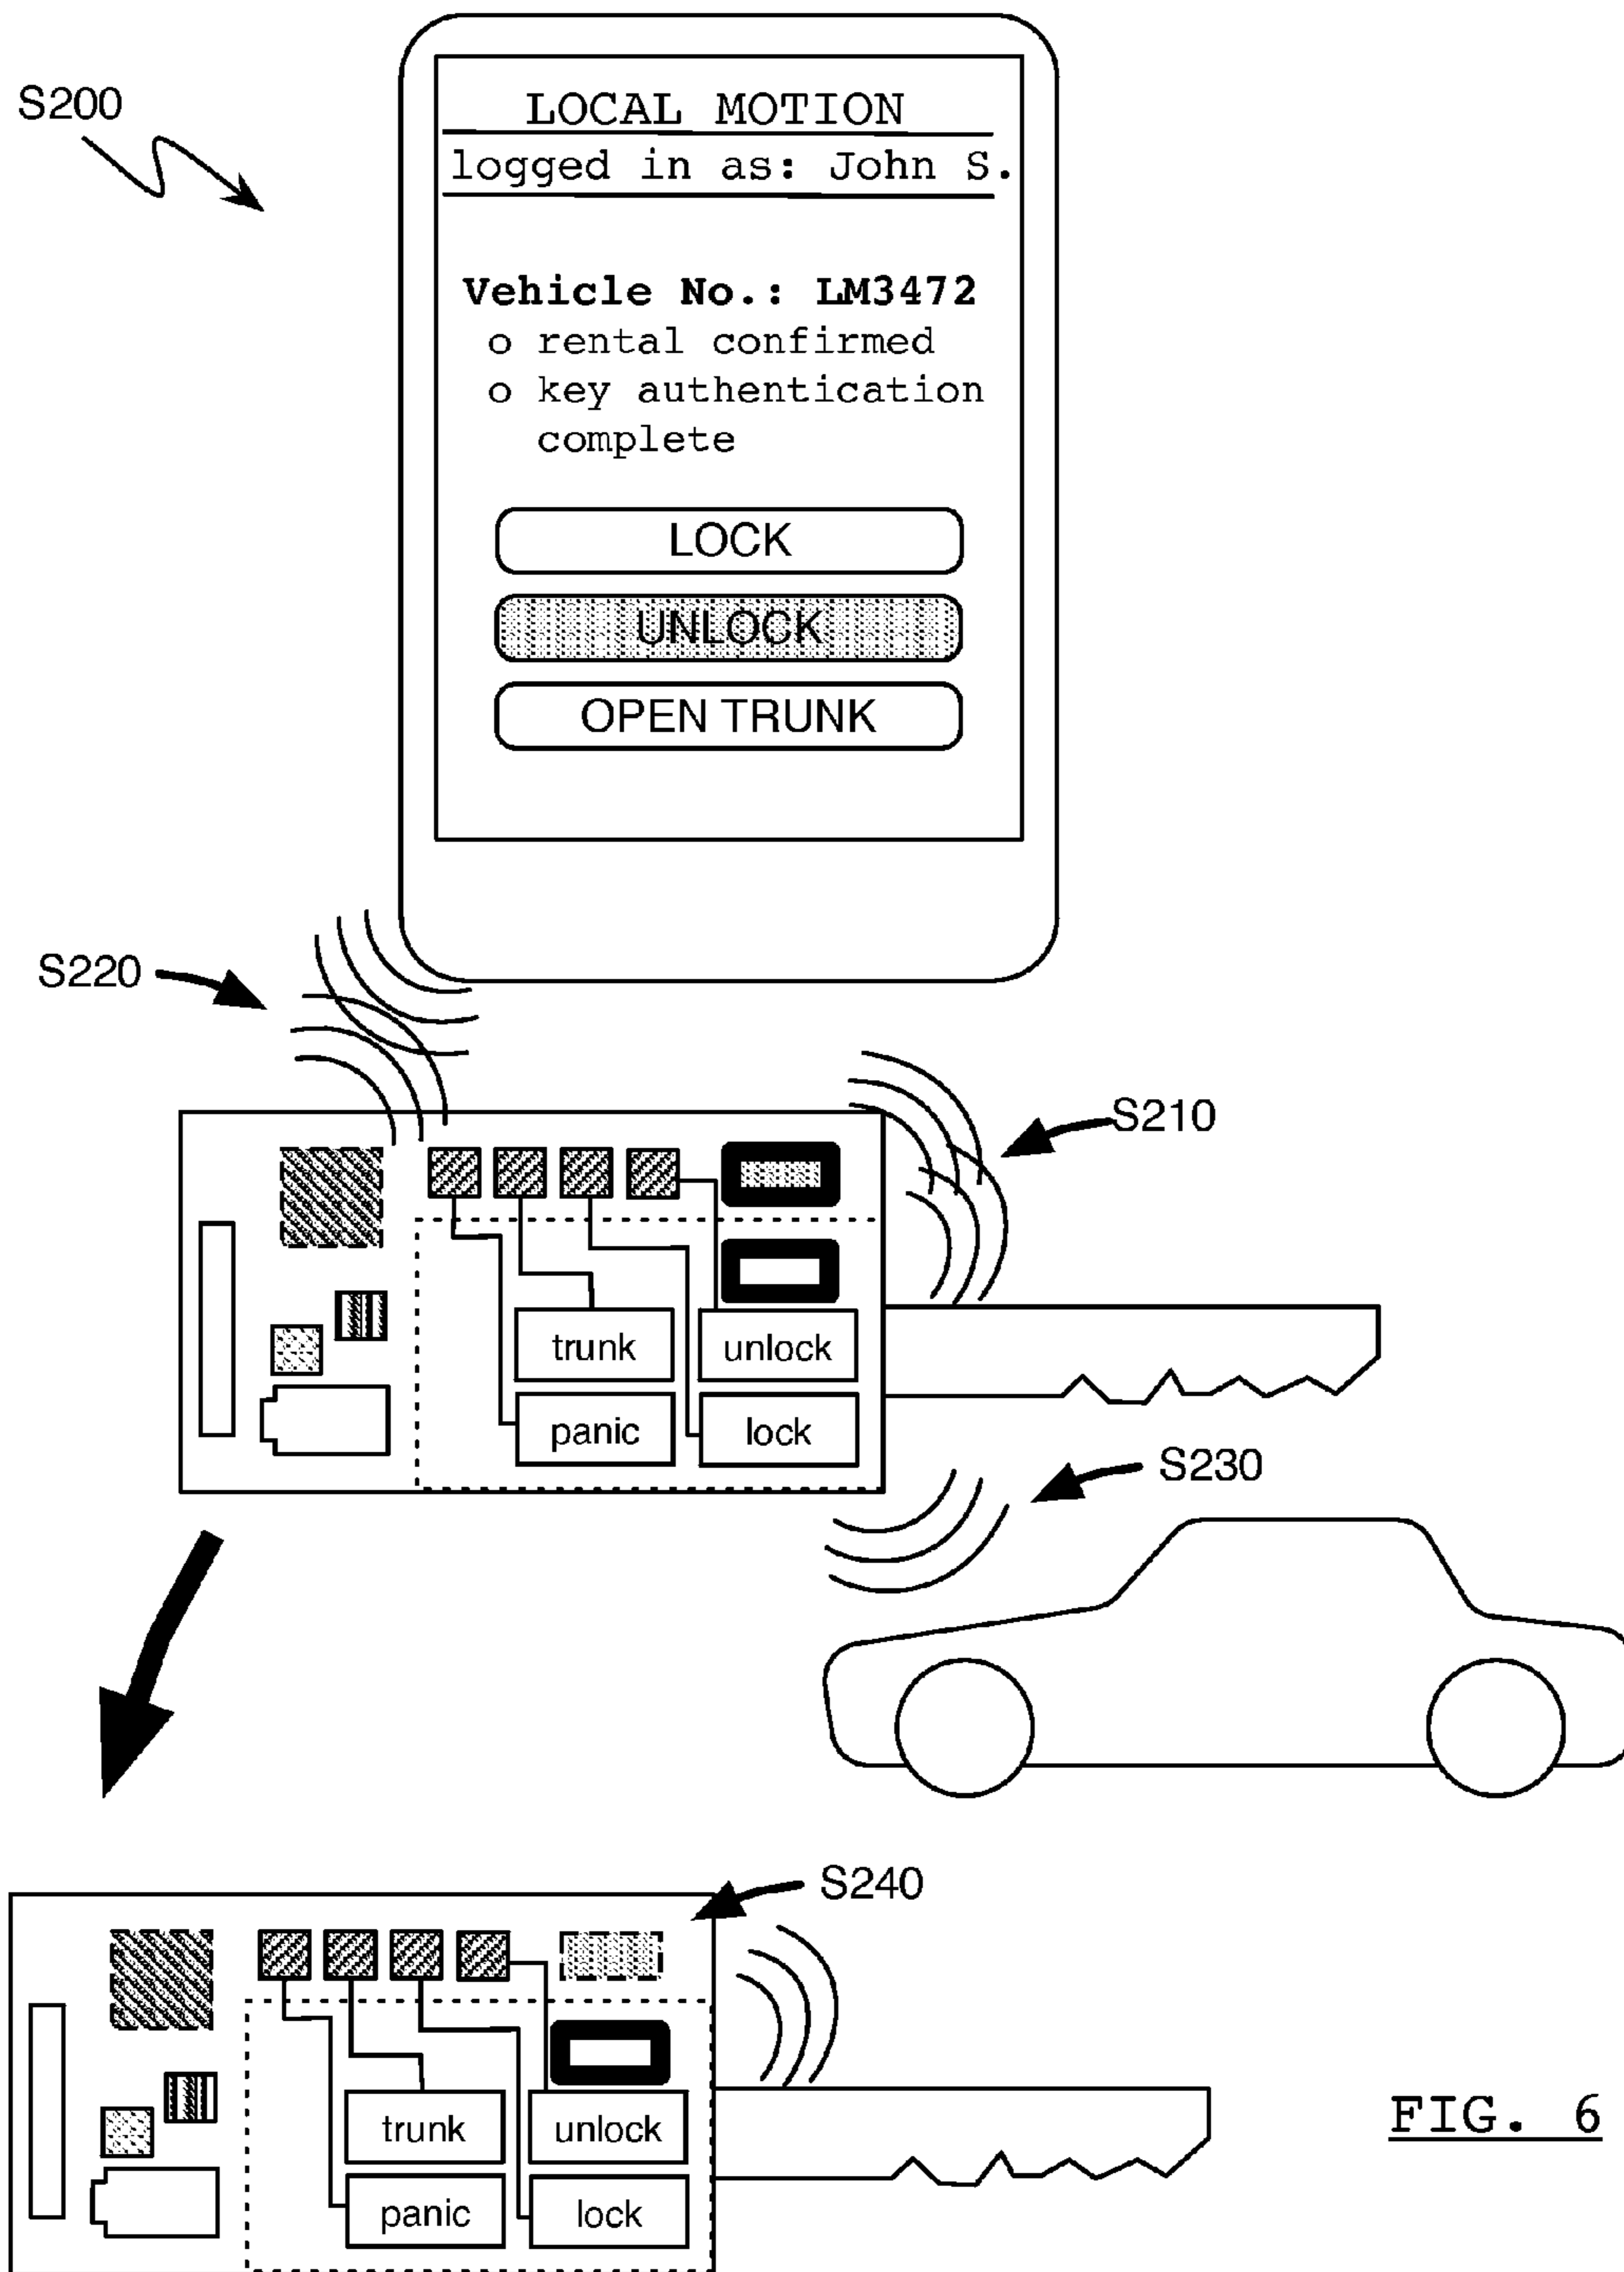 S200
LOCAL MOTION
logged in as: John S.
Vehicle No.: LM3472
o rental confirmed
o key authentication
complete
LOCK
UNLOCK
OPEN TRUNK
S220
S210
trunk
unlock
panic
lock
S230
S240
trunk
unlock
panic
lock
FIG. 6